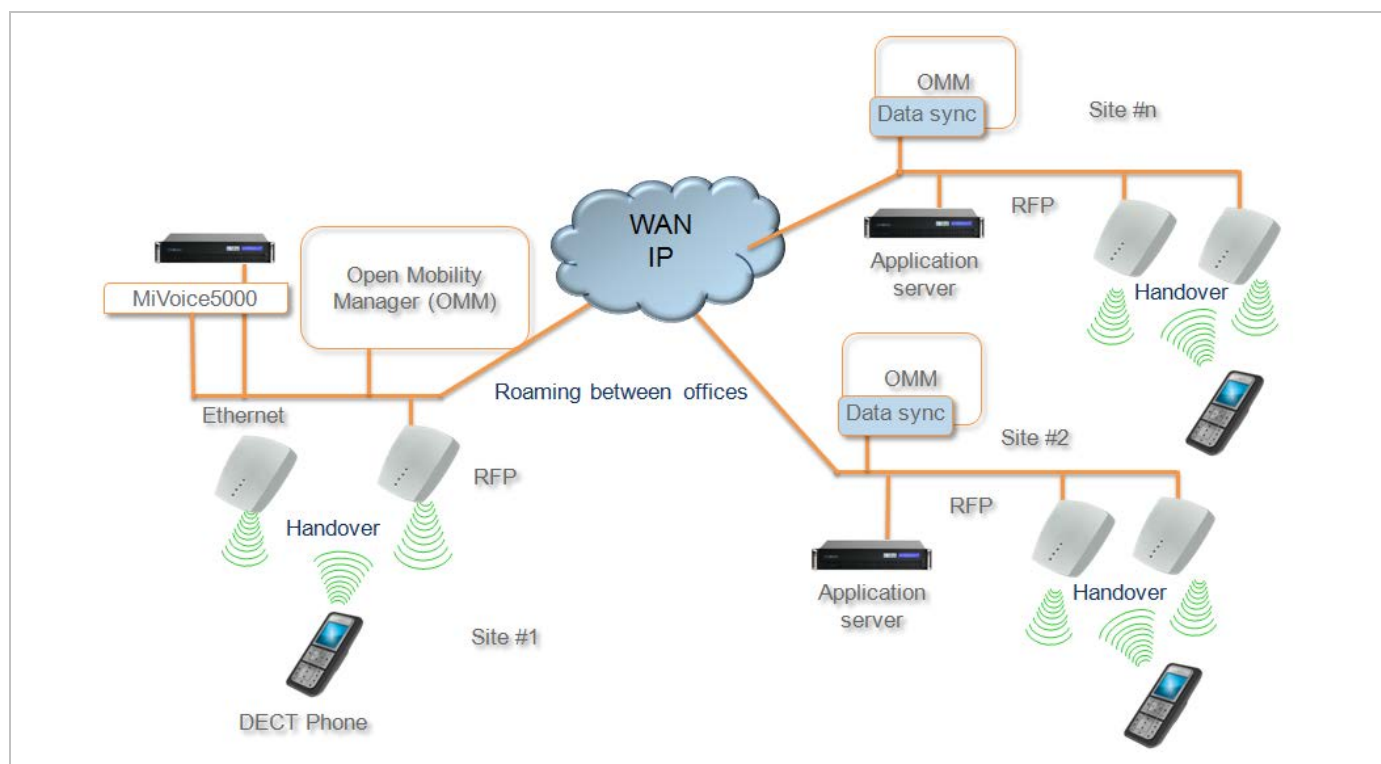 OMM
Data sync
Site #n
WAN
IP
RFP
Application
server
Handover
MiVoice5000
Open Mobility
Manager (OMM)
Roaming between offices
Ethernet
RFP
Handover
Site #1
DECT Phone
OMM
Data sync
Site #2
RFP
Application
server
Handover